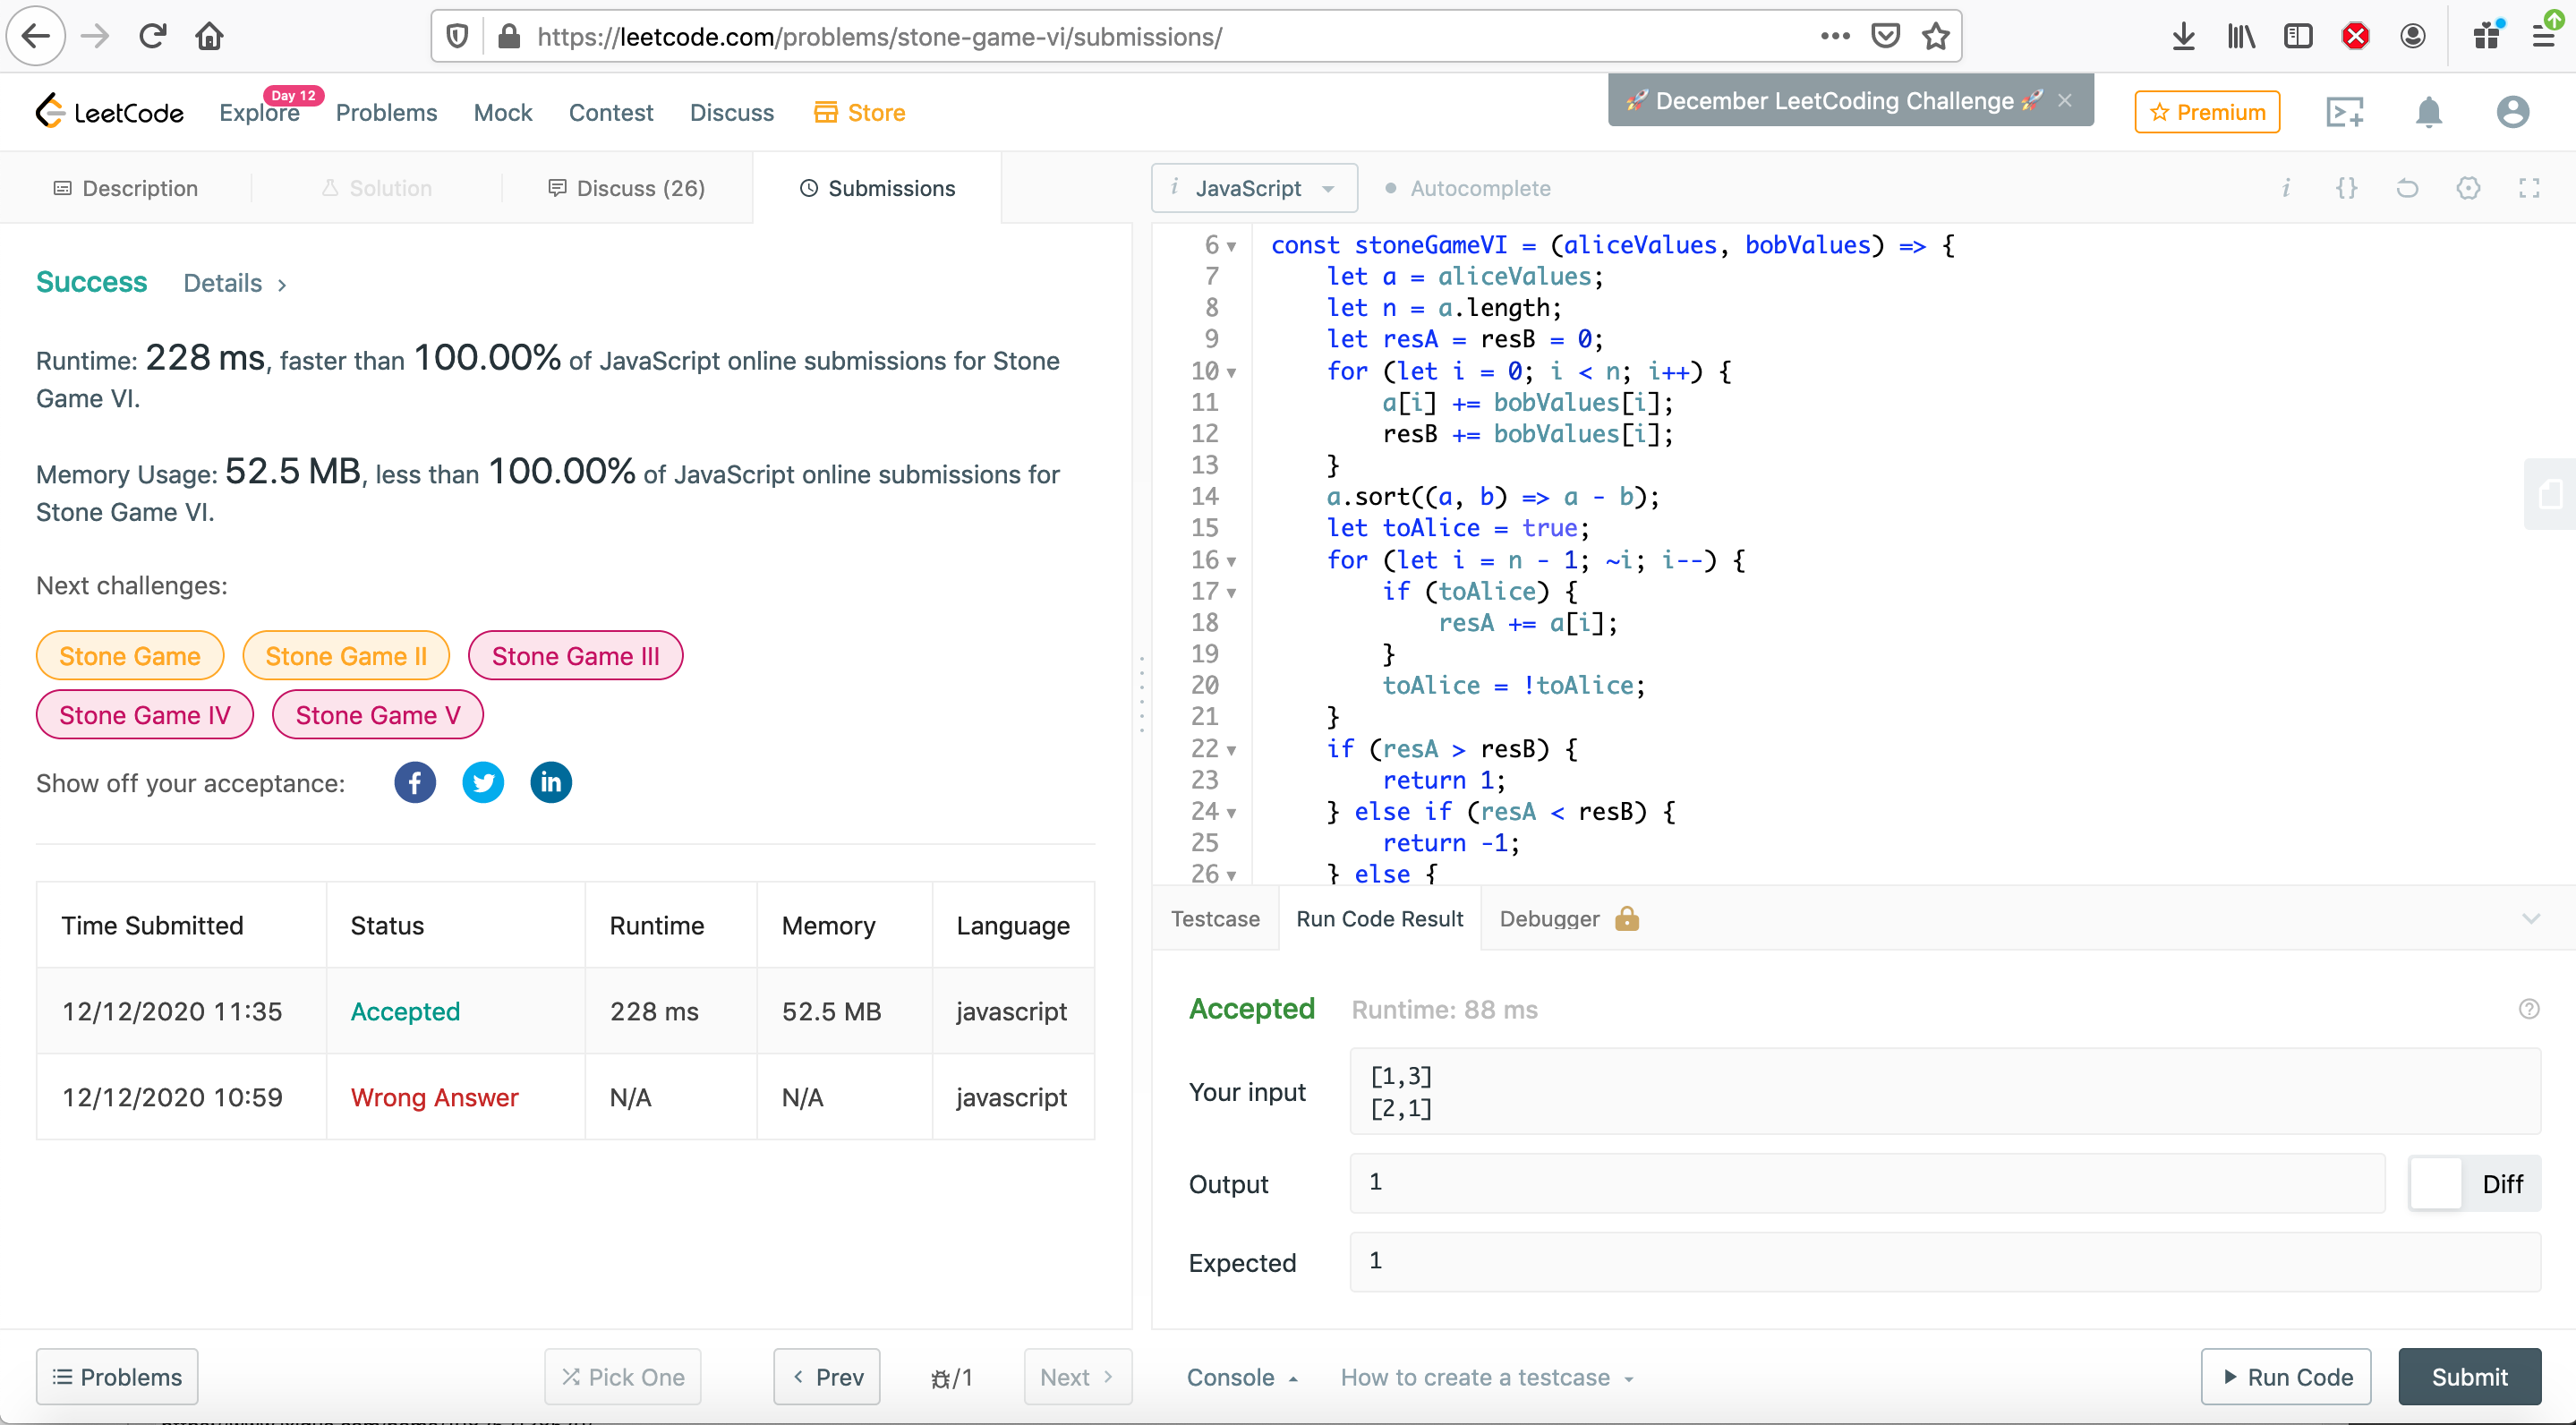 https://leetcode.com/problems/stone-game-vi/submissions/
LeetCode
Explore
Day 12
Problems
Mock
Contest
Discuss
Store
🚀 December LeetCoding Challenge 🚀 ×
Premium
Description
Solution
Discuss (26)
Submissions
i JavaScript
Autocomplete
Success Details >
Runtime: 228 ms, faster than 100.00% of JavaScript online submissions for Stone
Game VI.
Memory Usage: 52.5 MB, less than 100.00% of JavaScript online submissions for
Stone Game VI.
Next challenges:
Stone Game Stone Game II Stone Game III
Stone Game IV Stone Game V
Show off your acceptance:
Time Submitted Status Runtime Memory Language
12/12/2020 11:35 Accepted 228 ms 52.5 MB javascript
12/12/2020 10:59 Wrong Answer N/A N/A javascript
6 const stoneGameVI = (aliceValues, bobValues) => {
7 let a = aliceValues;
8 let n = a.length;
9 let resA = resB = 0;
10 for (let i = 0; i < n; i++) {
11 a[i] += bobValues[i];
12 resB += bobValues[i];
13 }
14 a.sort((a, b) => a - b);
15 let toAlice = true;
16 for (let i = n - 1; ~i; i--) {
17 if (toAlice) {
18 resA += a[i];
19 }
20 toAlice = !toAlice;
21 }
22 if (resA > resB) {
23 return 1;
24 } else if (resA < resB) {
25 return -1;
26 } else {
Testcase
Run Code Result
Debugger
Accepted Runtime: 88 ms
Your input
[1,3]
[2,1]
Output
1
Diff
Expected
1
Problems
Pick One
< Prev
/1
Next >
Console
How to create a testcase
Run Code
Submit